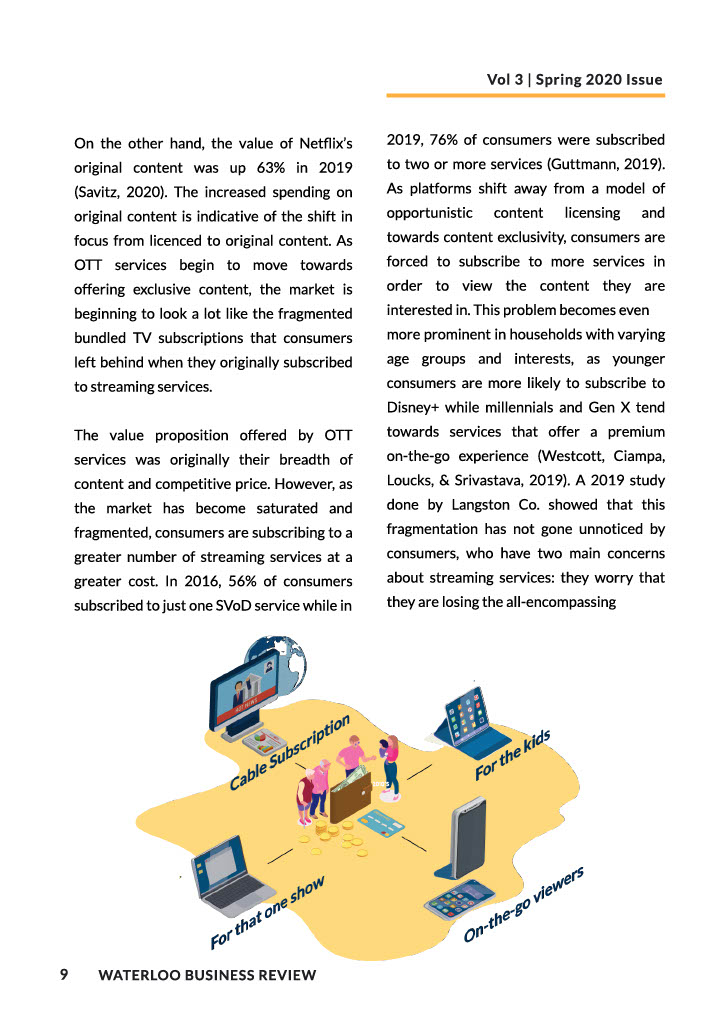 Vol 3 | Spring 2020 Issue
On the other hand, the value of Netflix's
original content was up 63% in 2019
(Savitz, 2020). The increased spending on
original content is indicative of the shift in
focus from licenced to original content. As
OTT services begin to move towards
offering exclusive content, the market is
beginning to look a lot like the fragmented
bundled TV subscriptions that consumers
left behind when they originally subscribed
to streaming services.
The value proposition offered by OTT
services was originally their breadth of
content and competitive price. However, as
the market has become saturated and
fragmented, consumers are subscribing to a
greater number of streaming services at a
greater cost. In 2016, 56% of consumers
subscribed to just one SVoD service while in
2019, 76% of consumers were subscribed
to two or more services (Guttmann, 2019).
As platforms shift away from a model of
opportunistic content licensing and
towards content exclusivity, consumers are
forced to subscribe to more services in
order to view the content they are
interested in. This problem becomes even
more prominent in households with varying
age groups and interests, as younger
consumers are more likely to subscribe to
Disney+ while millennials and Gen X tend
towards services that offer a premium
on-the-go experience (Westcott, Ciampa,
Loucks, & Srivastava, 2019). A 2019 study
done by Langston Co. showed that this
fragmentation has not gone unnoticed by
consumers, who have two main concerns
about streaming services: they worry that
they are losing the all-encompassing
HOT NEWS
Cable Subscription
For the kids
For that one show
On-the-go viewers
9 WATERLOO BUSINESS REVIEW